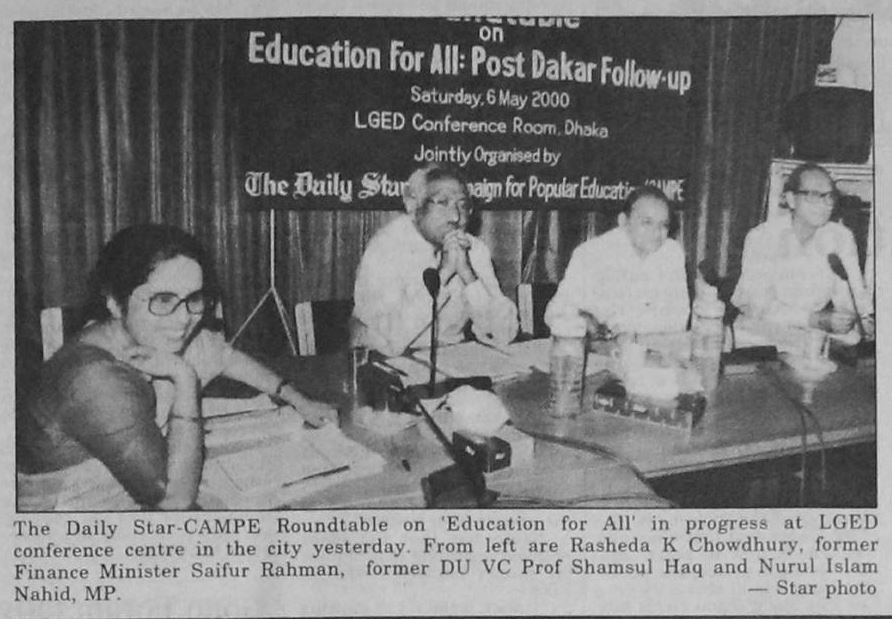 on
Education For All: Post Dakar Follow-up
Saturday, 6 May 2000
LGED Conference Room, Dhaka
Jointly Organised by
The Daily Star for Popular
The Daily Star-CAMPE Roundtable on 'Education for All' in progress at LGED
conference centre in the city yesterday. From left are Rasheda K Chowdhury, former
Finance Minister Saifur Rahman, former DU VC Prof Shamsul Haq and Nurul Islam
Nahid, MP. — Star photo